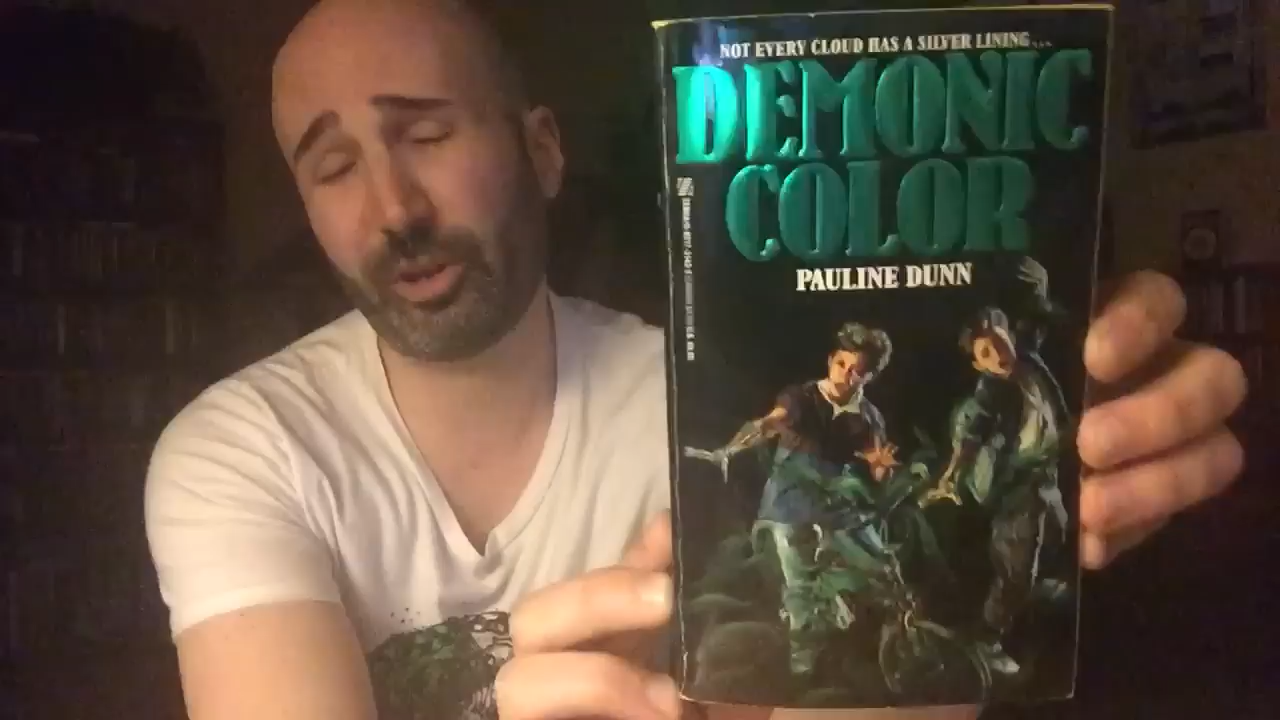 NOT EVERY CLOUD HAS A SILVER LINING...
DEMONIC
COLOR
PAULINE DUNN